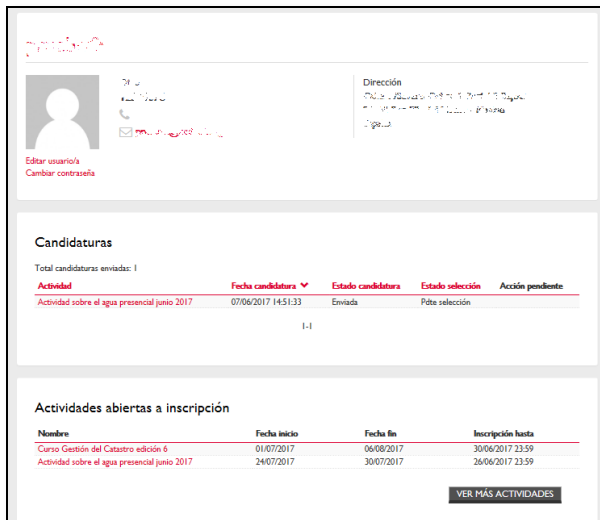 Dirección
Editar usuario/a
Cambiar contraseña
Candidaturas
Total candidaturas enviadas: 1
Actividad Fecha candidatura Estado candidatura Estado selección Acción pendiente
Actividad sobre el agua presencial junio 2017 07/06/2017 14:51:33 Enviada Pdte selección
1-1
Actividades abiertas a inscripción
Nombre Fecha inicio Fecha fin Inscripción hasta
Curso Gestión del Catastro edición 6 01/07/2017 06/08/2017 30/06/2017 23:59
Actividad sobre el agua presencial junio 2017 24/07/2017 30/07/2017 26/06/2017 23:59
VER MÁS ACTIVIDADES